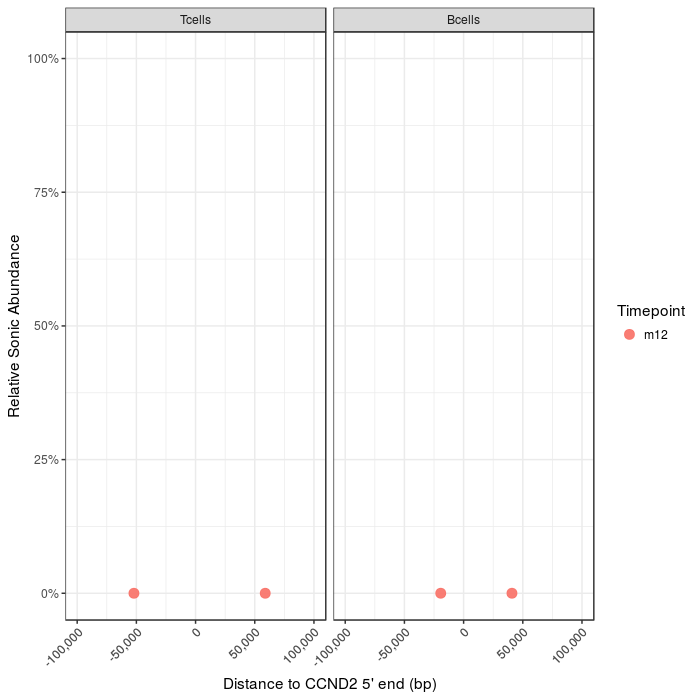 Tcells
Bcells
Relative Sonic Abundance
100%
75%
50%
25%
0%
-100,000
-50,000
0
50,000
100,000
-100,000
-50,000
0
50,000
100,000
Distance to CCND2 5' end (bp)
Timepoint
m12